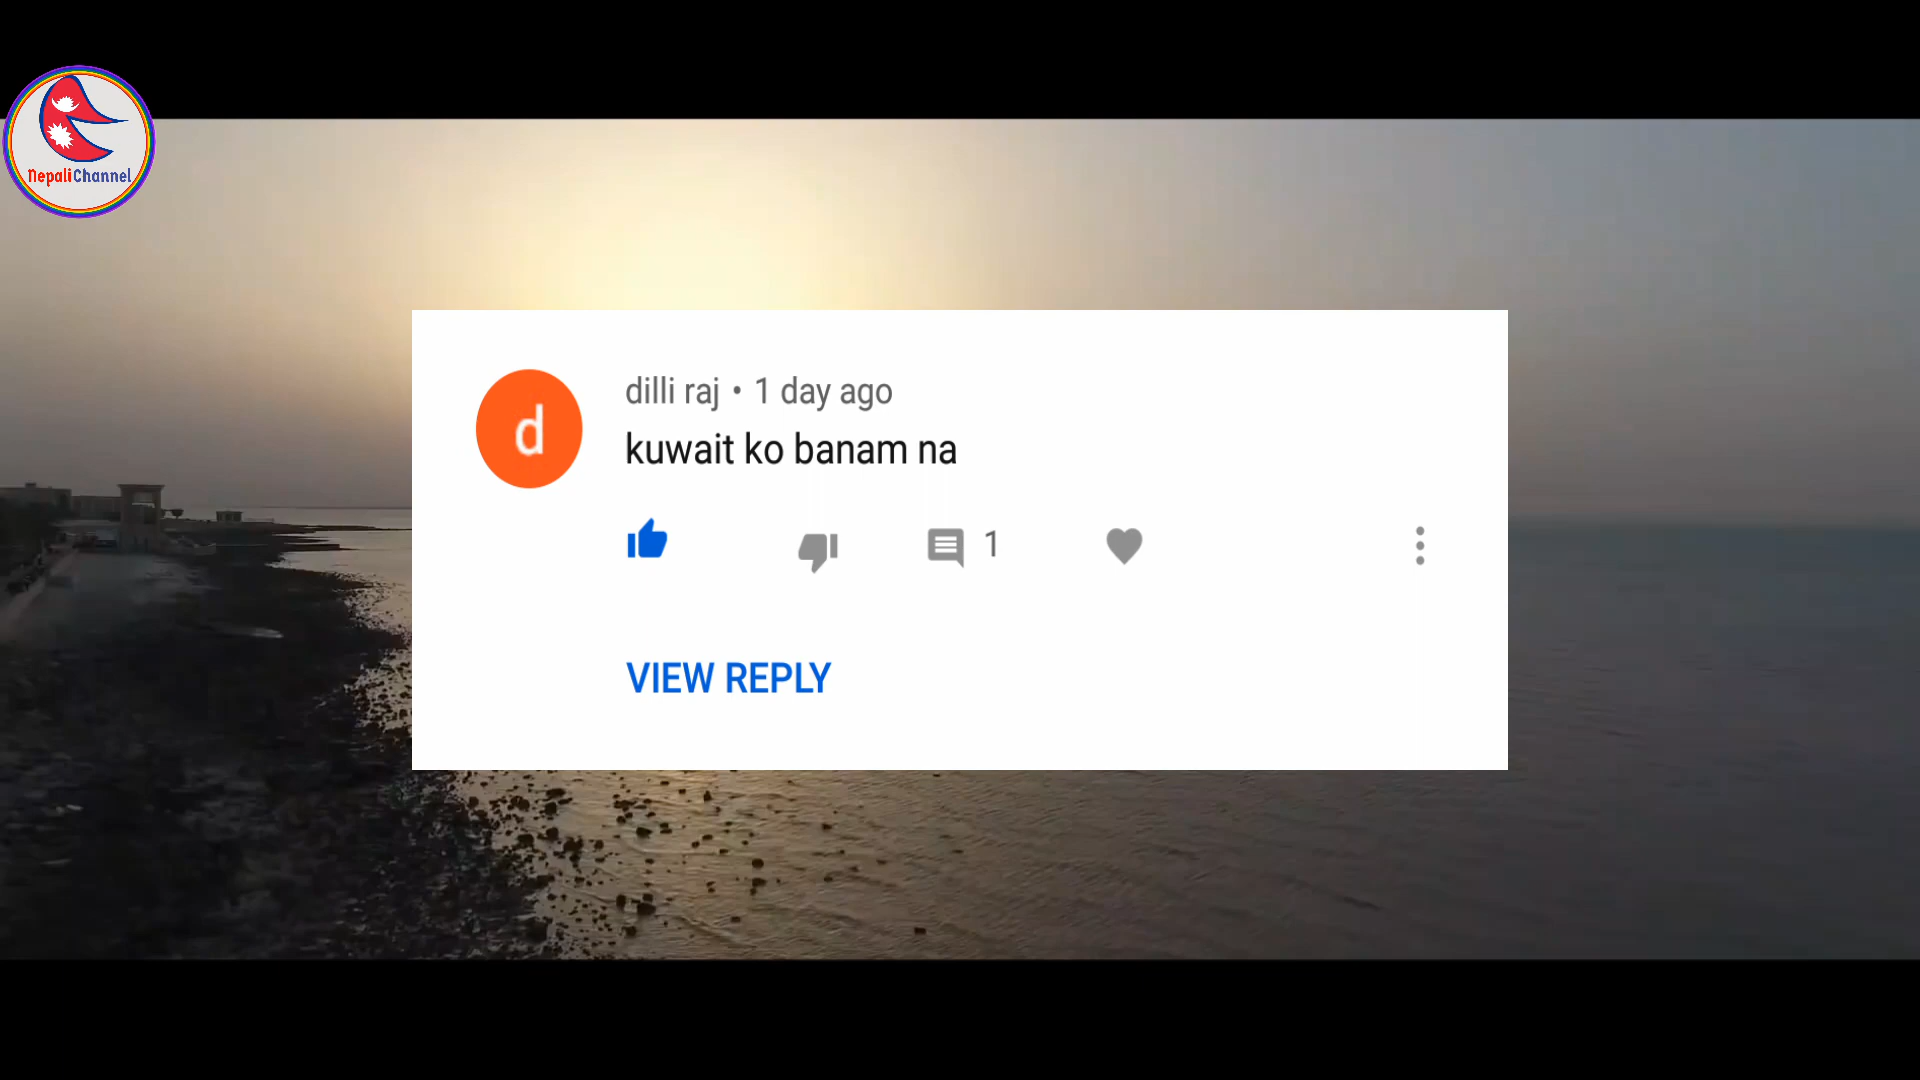 NepaliChannel
dilli raj • 1 day ago
kuwait ko banam na
1
VIEW REPLY
d